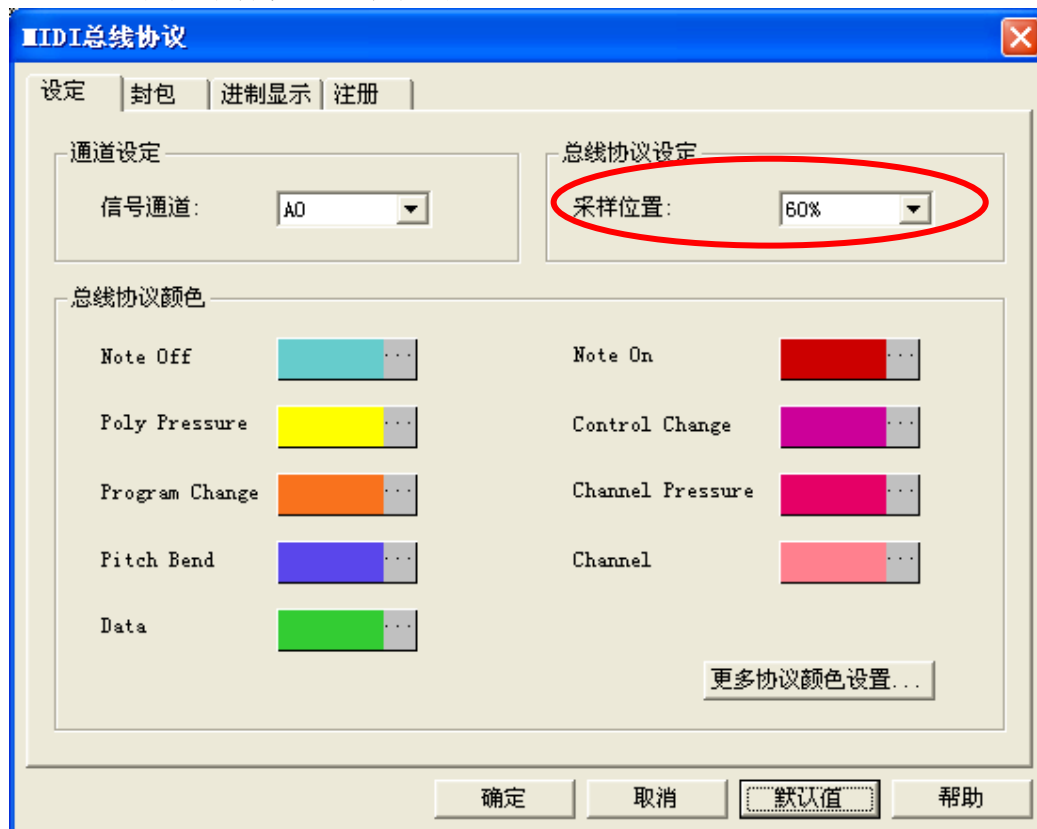 MIDI总线协议
设定 封包 进制显示 注册
通道设定
信号通道: A0
总线协议设定
采样位置: 60%
总线协议颜色
Note Off ... Note On ...
Poly Pressure ... Control Change ...
Program Change ... Channel Pressure ...
Pitch Bend ... Channel ...
Data ...
更多协议颜色设置...
确定 取消 默认值 帮助